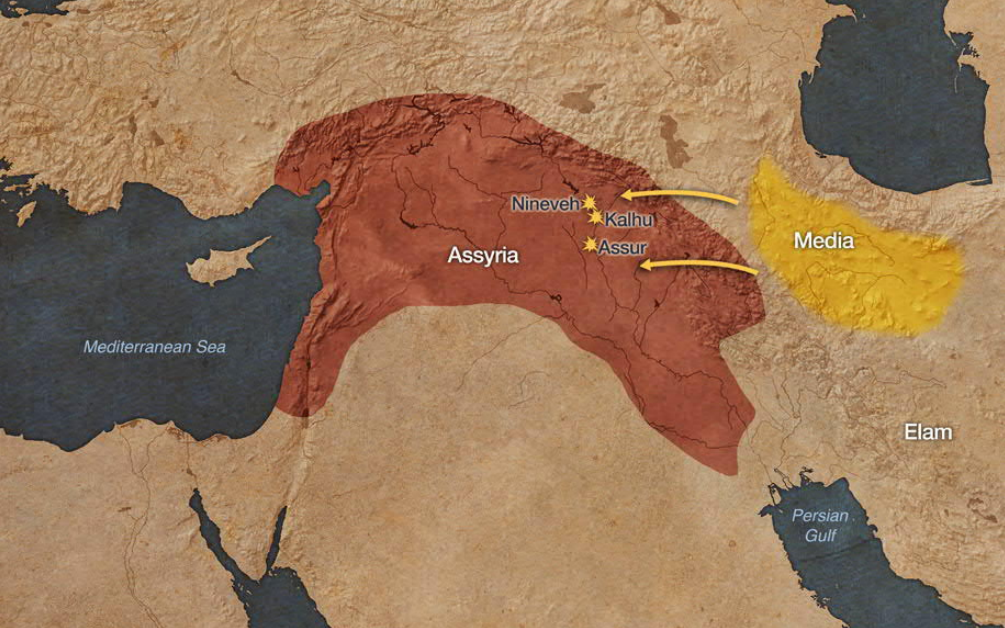 Nineveh
Kalhu
Assur
Assyria
Media
Mediterranean Sea
Elam
Persian
Gulf